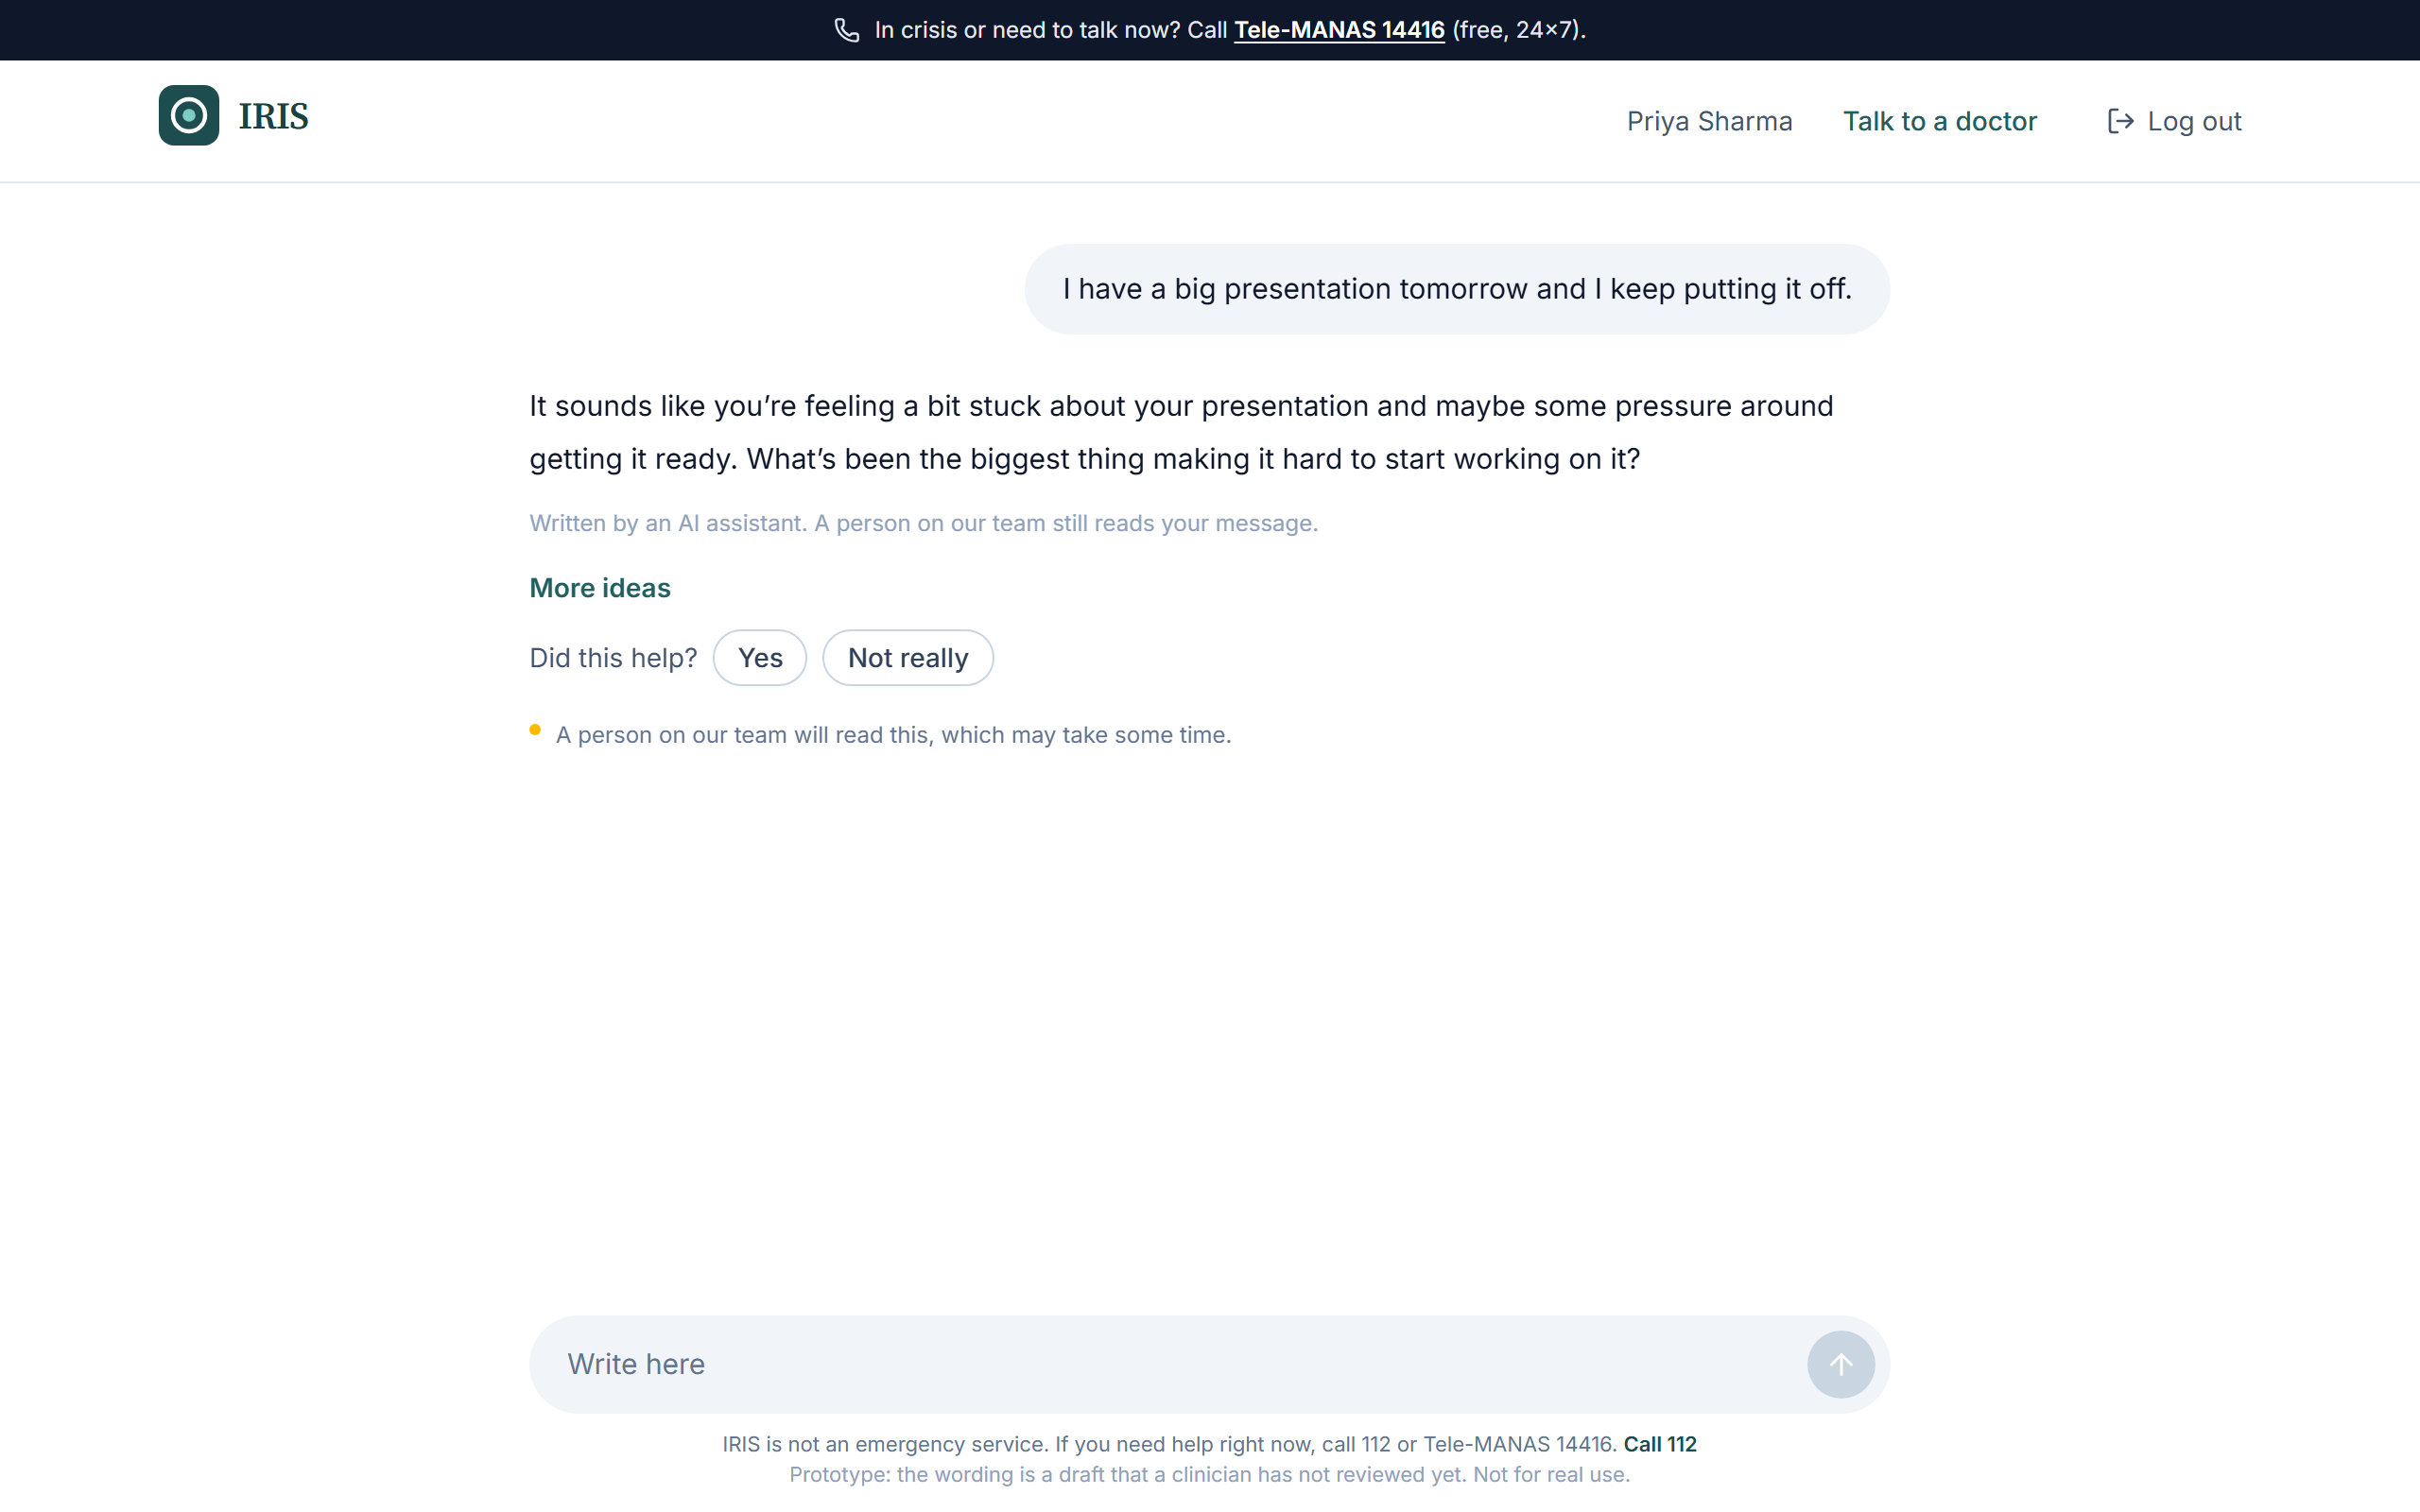 In crisis or need to talk now? Call Tele-MANAS 14416 (free, 24×7).
IRIS
Priya Sharma
Talk to a doctor
Log out
I have a big presentation tomorrow and I keep putting it off.
It sounds like you’re feeling a bit stuck about your presentation and maybe some pressure around
getting it ready. What’s been the biggest thing making it hard to start working on it?
Written by an AI assistant. A person on our team still reads your message.
More ideas
Did this help? Yes Not really
A person on our team will read this, which may take some time.
Write here
IRIS is not an emergency service. If you need help right now, call 112 or Tele-MANAS 14416. Call 112
Prototype: the wording is a draft that a clinician has not reviewed yet. Not for real use.